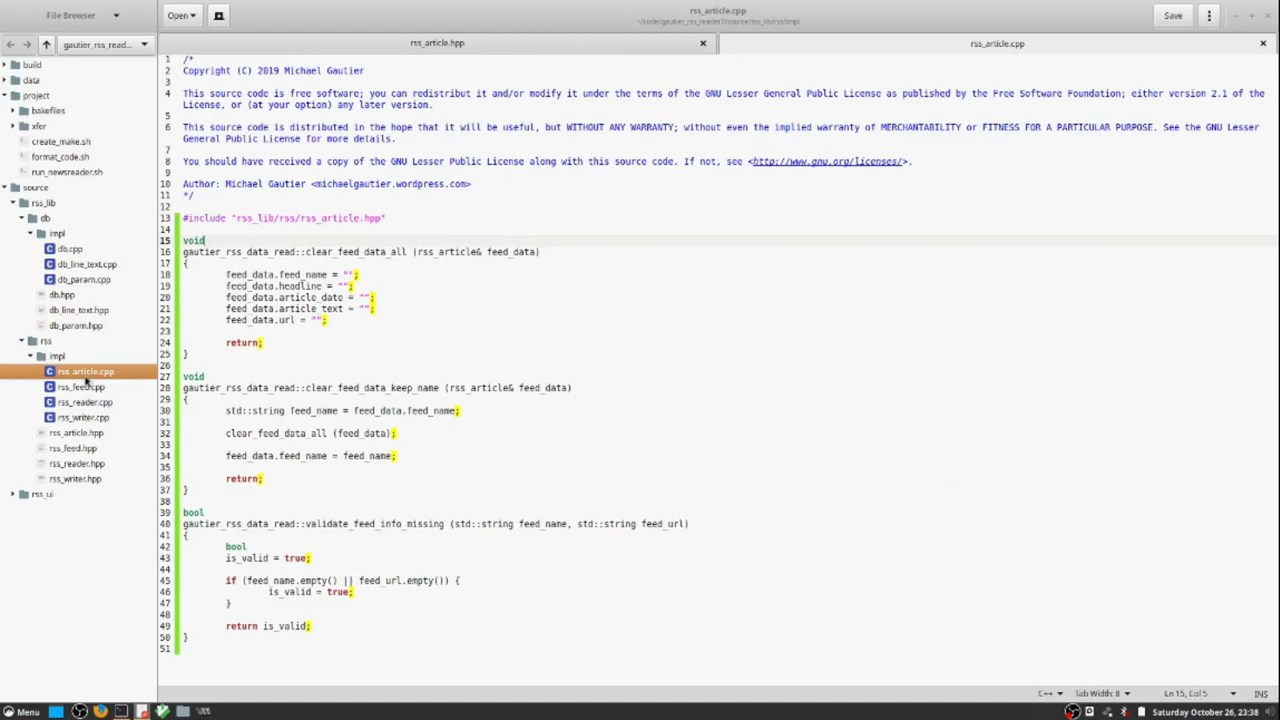 File Browser
Open
rss_article.cpp
~/code/gautier_rss_reader//source/rss_lib/rss/impl
Save
gautier_rss_read...
rss_article.hpp
rss_article.cpp
build
data
project
bakefiles
xfer
create_make.sh
format_code.sh
run_newsreader.sh
source
rss_lib
db
impl
db.cpp
db_line_text.cpp
db_param.cpp
db.hpp
db_line_text.hpp
db_param.hpp
rss
impl
rss_article.cpp
rss_feed.cpp
rss_reader.cpp
rss_writer.cpp
rss_article.hpp
rss_feed.hpp
rss_reader.hpp
rss_writer.hpp
rss_ui
1 /*
2 Copyright (C) 2019 Michael Gautier
3
4 This source code is free software; you can redistribut it and/or modify it under the terms of the GNU Lesser General Public License as published by the Free Software Foundation; either version 2.1 of the
License, or (at your option) any later version.
5
6 This source code is distributed in the hope that it will be useful, but WITHOUT ANY WARRANTY; without even the implied warranty of MERCHANTABILITY or FITNESS FOR A PARTICULAR PURPOSE. See the GNU Lesser
General Public License for more details.
7
8 You should have received a copy of the GNU Lesser Public License along with this source code. If not, see <http://www.gnu.org/licenses/>.
9
10 Author: Michael Gautier <michaelgautier.wordpress.com>
11 */
12
13 #include "rss_lib/rss/rss_article.hpp"
14
15 void
16 gautier_rss_data_read::clear_feed_data_all (rss_article& feed_data)
17 {
18 feed_data.feed_name = "";
19 feed_data.headline = "";
20 feed_data.article_date = "";
21 feed_data.article_text = "";
22 feed_data.url = "";
23
24 return;
25 }
26
27 void
28 gautier_rss_data_read::clear_feed_data_keep_name (rss_article& feed_data)
29 {
30 std::string feed_name = feed_data.feed_name;
31
32 clear_feed_data_all (feed_data);
33
34 feed_data.feed_name = feed_name;
35
36 return;
37 }
38
39 bool
40 gautier_rss_data_read::validate_feed_info_missing (std::string feed_name, std::string feed_url)
41 {
42 bool
43 is_valid = true;
44
45 if (feed_name.empty() || feed_url.empty()) {
46 is_valid = true;
47 }
48
49 return is_valid;
50 }
51
C++
Tab Width: 8
Ln 15, Col 5
INS
Menu
Saturday October 26, 23:38